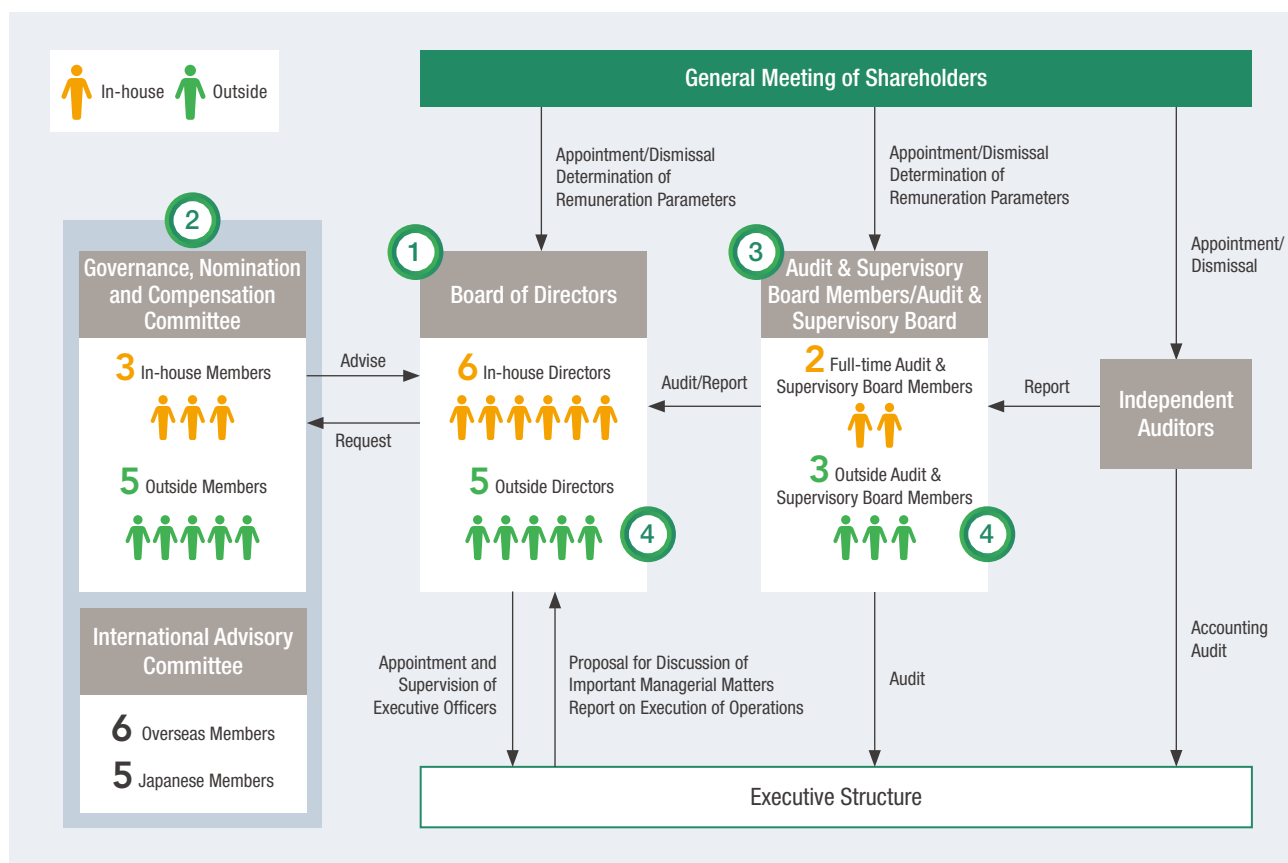 In-house
Outside
General Meeting of Shareholders
Appointment/Dismissal
Determination of
Remuneration Parameters
Appointment/Dismissal
Determination of
Remuneration Parameters
Appointment/
Dismissal
2
Governance, Nomination
and Compensation
Committee
3 In-house Members
5 Outside Members
Advise
Request
1
Board of Directors
6 In-house Directors
5 Outside Directors
4
Audit/Report
3
Audit & Supervisory
Board Members/Audit &
Supervisory Board
2 Full-time Audit &
Supervisory Board Members
3 Outside Audit &
Supervisory Board Members
4
Report
Independent
Auditors
International Advisory
Committee
6 Overseas Members
5 Japanese Members
Appointment and
Supervision of
Executive Officers
Proposal for Discussion of
Important Managerial Matters
Report on Execution of Operations
Audit
Accounting
Audit
Executive Structure